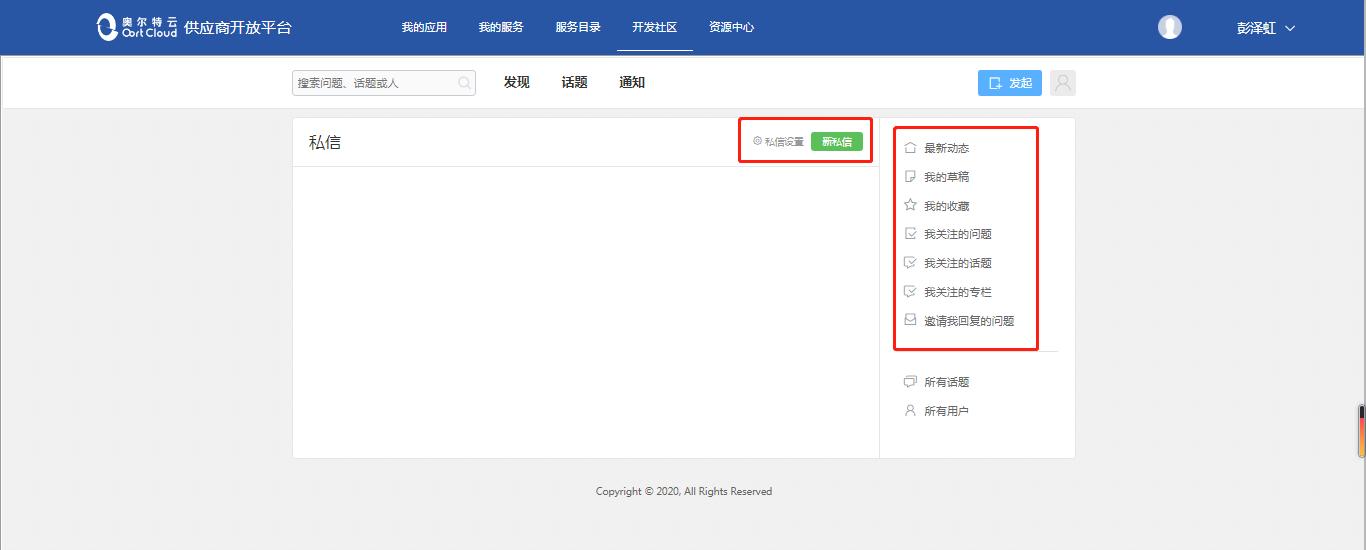 奥尔特云
OortCloud
供应商开放平台
我的应用
我的服务
服务目录
开发社区
资源中心
彭泽虹
搜索问题、话题或人
发现
话题
通知
发起
私信
私信设置
新私信
最新动态
我的草稿
我的收藏
我关注的问题
我关注的话题
我关注的专栏
邀请我回复的问题
所有话题
所有用户
Copyright © 2020, All Rights Reserved